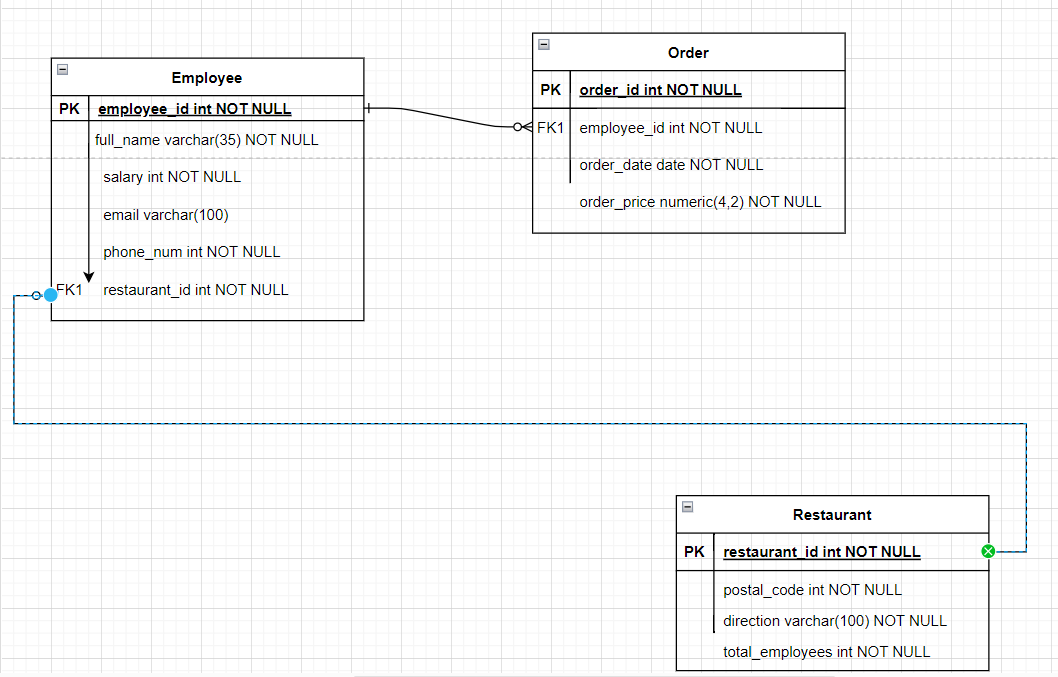 Employee
PK employee_id int NOT NULL
full_name varchar(35) NOT NULL
salary int NOT NULL
email varchar(100)
phone_num int NOT NULL
FK1 restaurant_id int NOT NULL
Order
PK order_id int NOT NULL
FK1 employee_id int NOT NULL
order_date date NOT NULL
order_price numeric(4,2) NOT NULL
Restaurant
PK restaurant_id int NOT NULL
postal_code int NOT NULL
direction varchar(100) NOT NULL
total_employees int NOT NULL